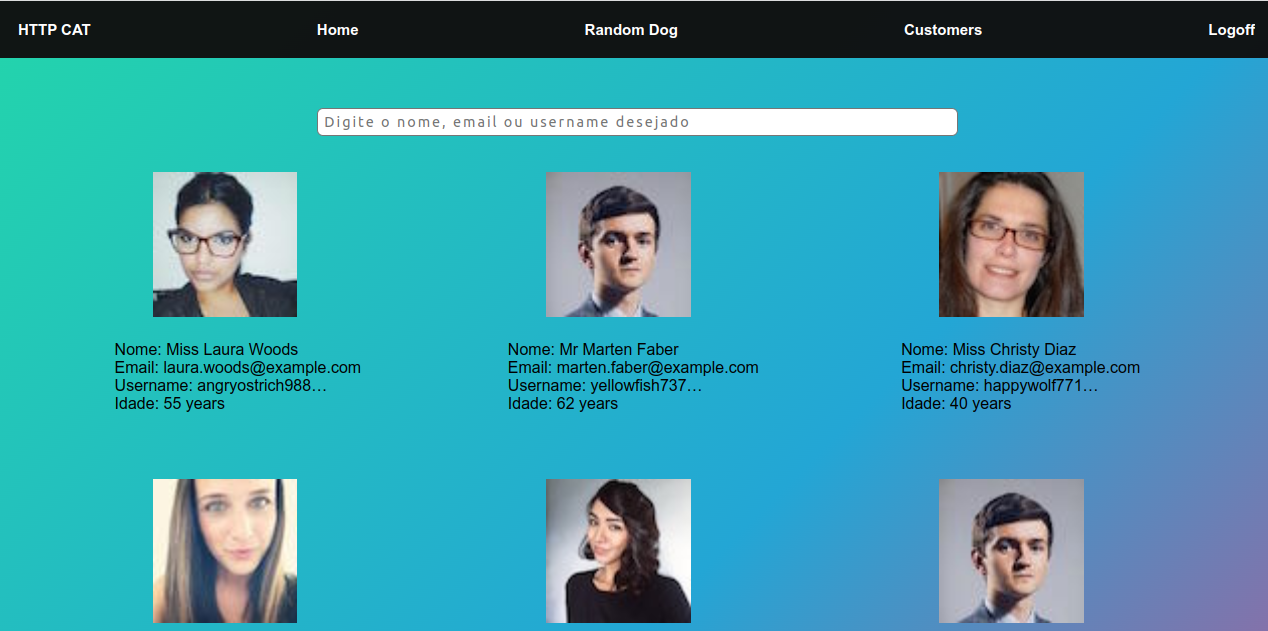 HTTP CAT Home Random Dog Customers Logoff
Digite o nome, email ou username desejado
Nome: Miss Laura Woods
Email: laura.woods@example.com
Username: angryostrich988…
Idade: 55 years
Nome: Mr Marten Faber
Email: marten.faber@example.com
Username: yellowfish737…
Idade: 62 years
Nome: Miss Christy Diaz
Email: christy.diaz@example.com
Username: happywolf771…
Idade: 40 years